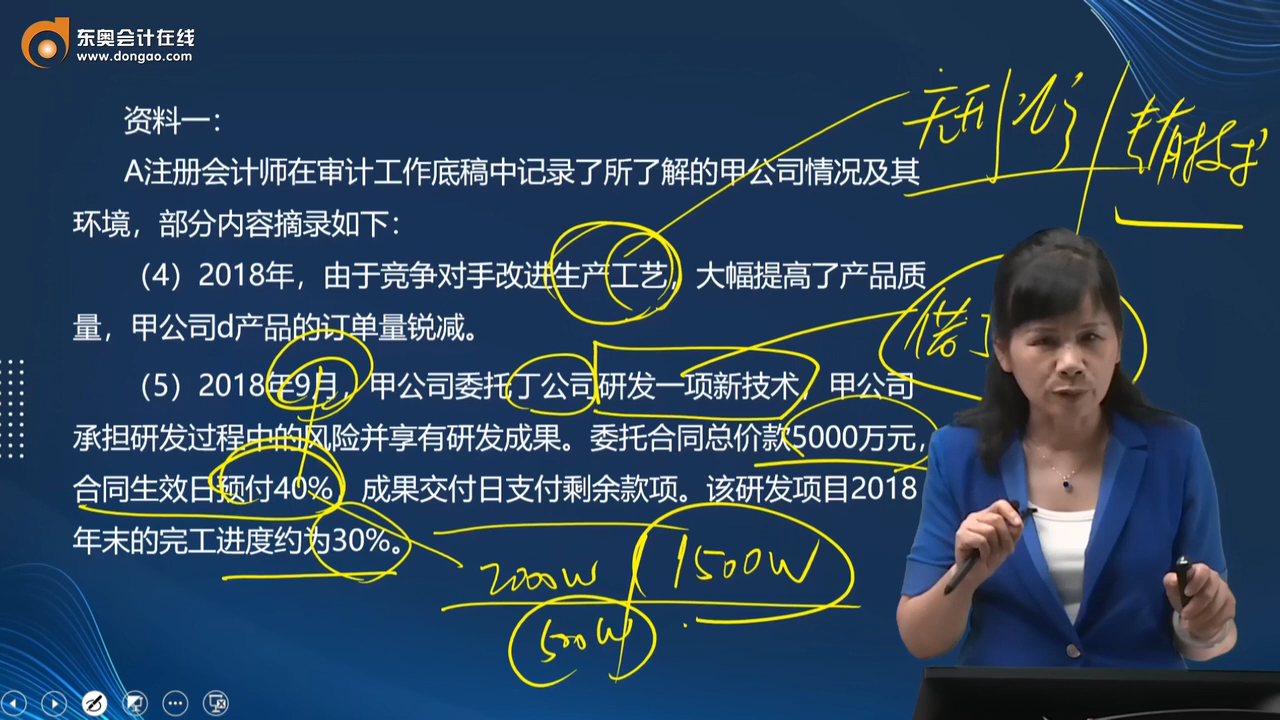 东奥会计在线
www.dongao.com
资料一：
A注册会计师在审计工作底稿中记录了所了解的甲公司情况及其
环境，部分内容摘录如下：
（4）2018年，由于竞争对手改进生产工艺，大幅提高了产品质
量，甲公司d产品的订单量锐减。
（5）2018年9月，甲公司委托丁公司研发一项新技术，甲公司
承担研发过程中的风险并享有研发成果。委托合同总价款5000万元，
合同生效日预付40%，成果交付日支付剩余款项。该研发项目2018
年末的完工进度约为30%。
专有技术
借
2000W
1500W
500W